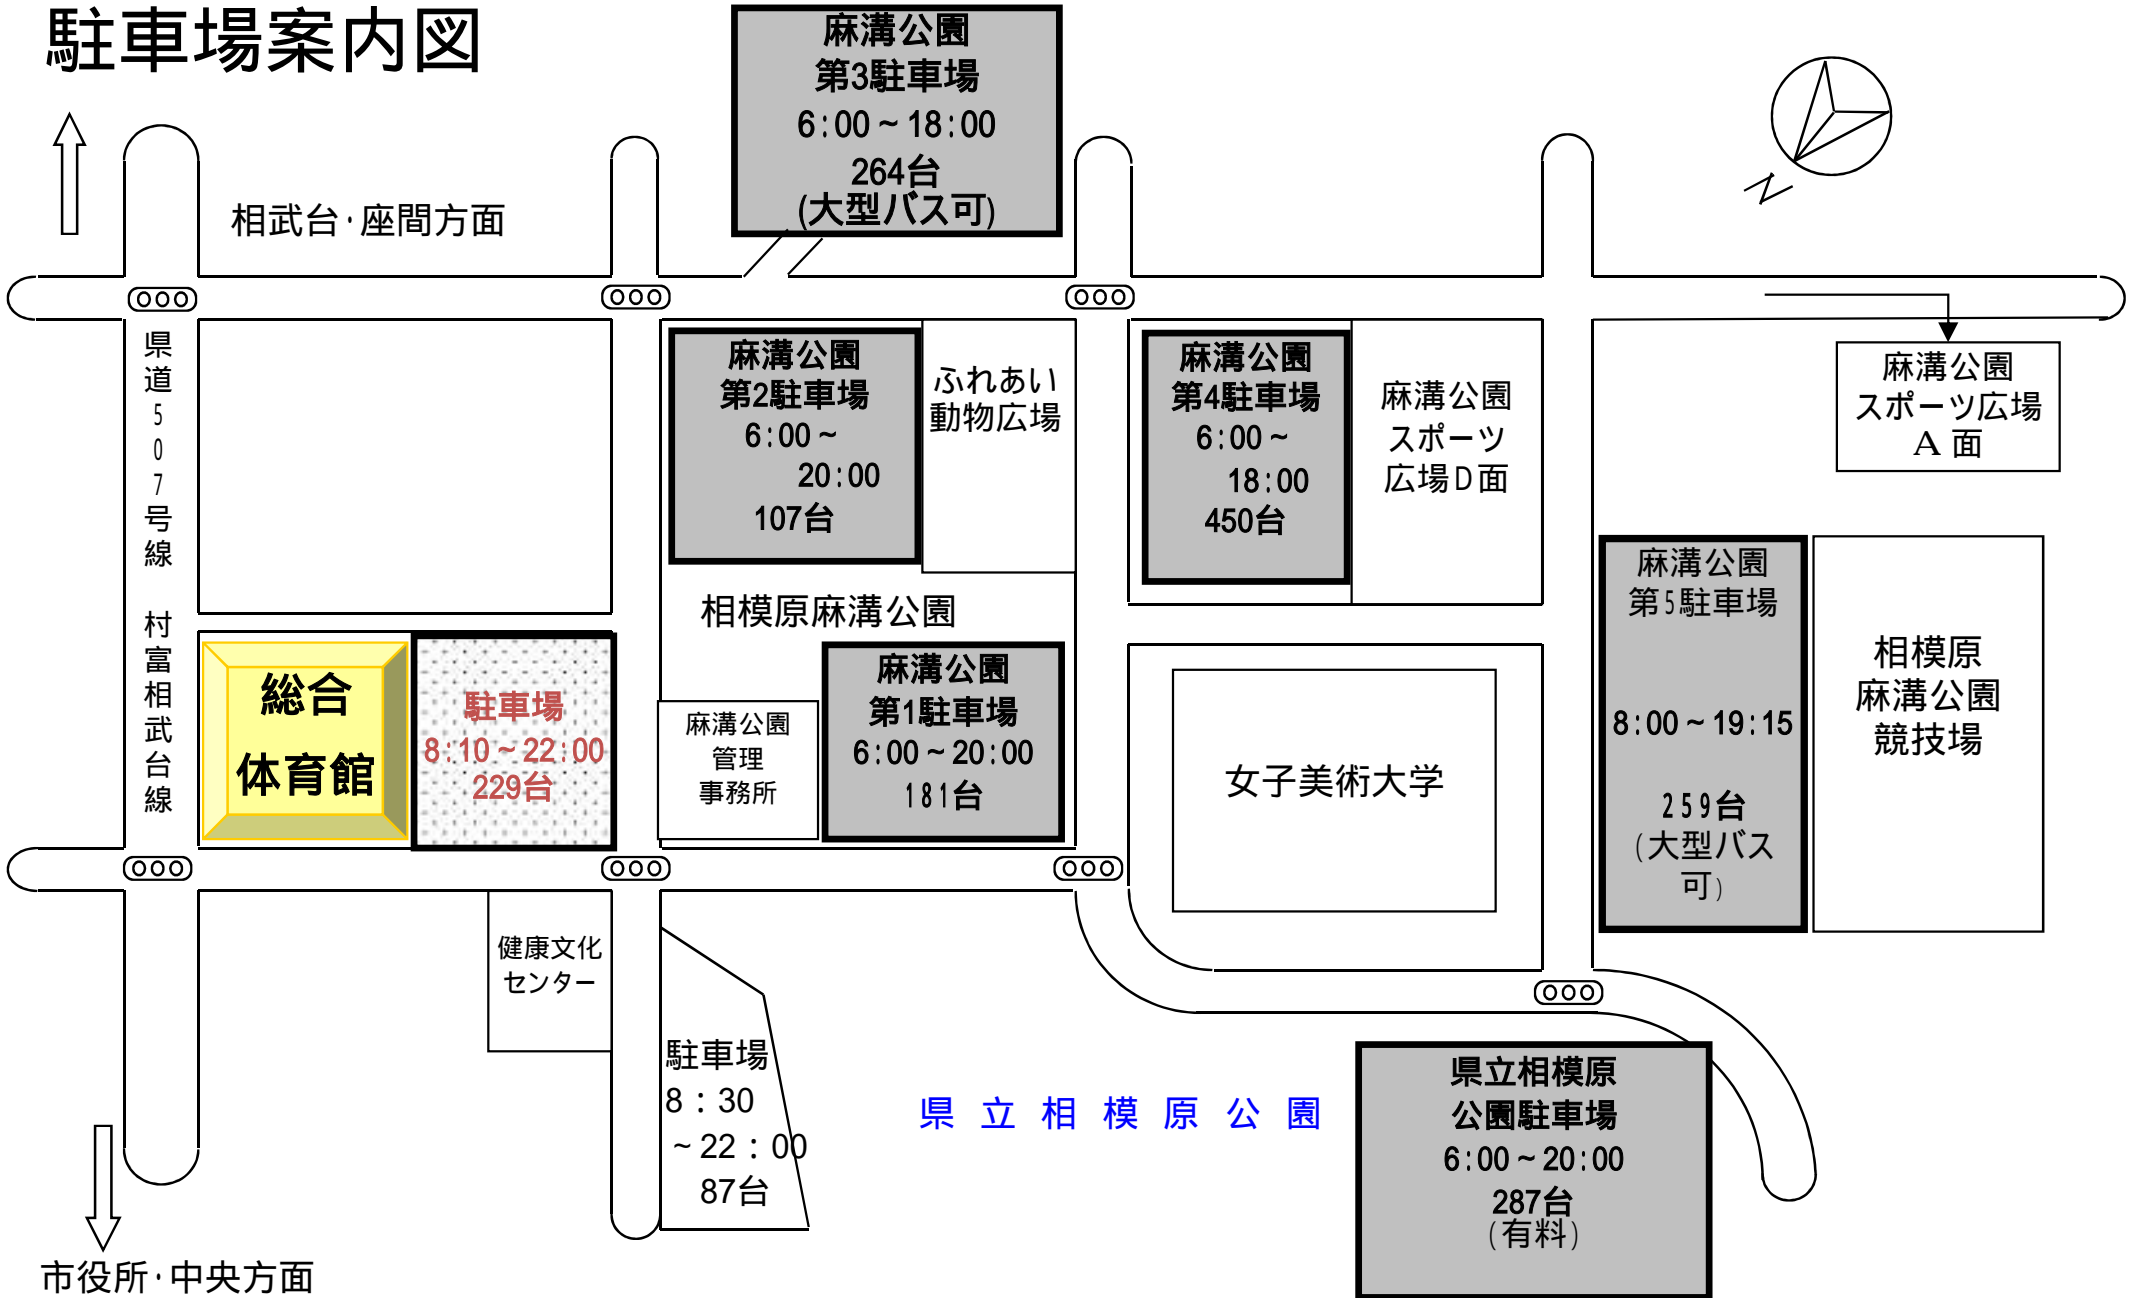 駐車場案内図
麻溝公園
第3駐車場
6:00～18:00
264台
(大型バス可)
N
相武台・座間方面
県道507号線 村富相武台線
麻溝公園
第2駐車場
6:00～
20:00
107台
ふれあい
動物広場
麻溝公園
第4駐車場
6:00～
18:00
450台
麻溝公園
スポーツ
広場D面
麻溝公園
スポーツ広場
A 面
相模原麻溝公園
総合
体育館
駐車場
8:10～22:00
229台
麻溝公園
管理
事務所
麻溝公園
第1駐車場
6:00～20:00
181台
女子美術大学
麻溝公園
第5駐車場
8:00～19:15
259台
(大型バス
可)
相模原
麻溝公園
競技場
健康文化
センター
駐車場
8：30
～22：00
87台
県立相模原公園
県立相模原
公園駐車場
6:00～20:00
287台
(有料)
市役所・中央方面